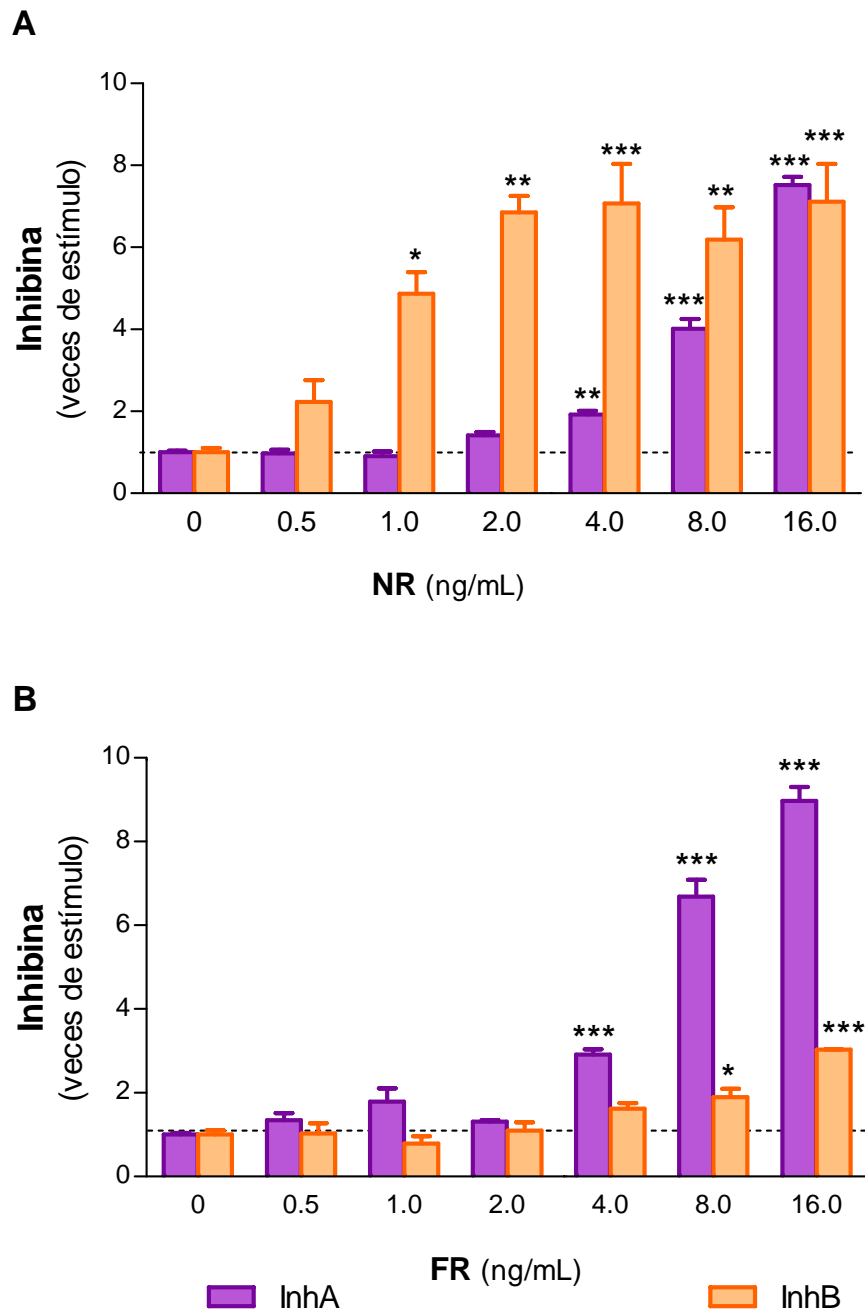 A
10
8
6
4
2
0
Inhibina
(veces de estímulo)
*
**
**
***
***
**
***
***
0 0.5 1.0 2.0 4.0 8.0 16.0
NR (ng/mL)
B
10
8
6
4
2
0
Inhibina
(veces de estímulo)
***
***
*
***
***
0 0.5 1.0 2.0 4.0 8.0 16.0
FR (ng/mL)
InhA InhB